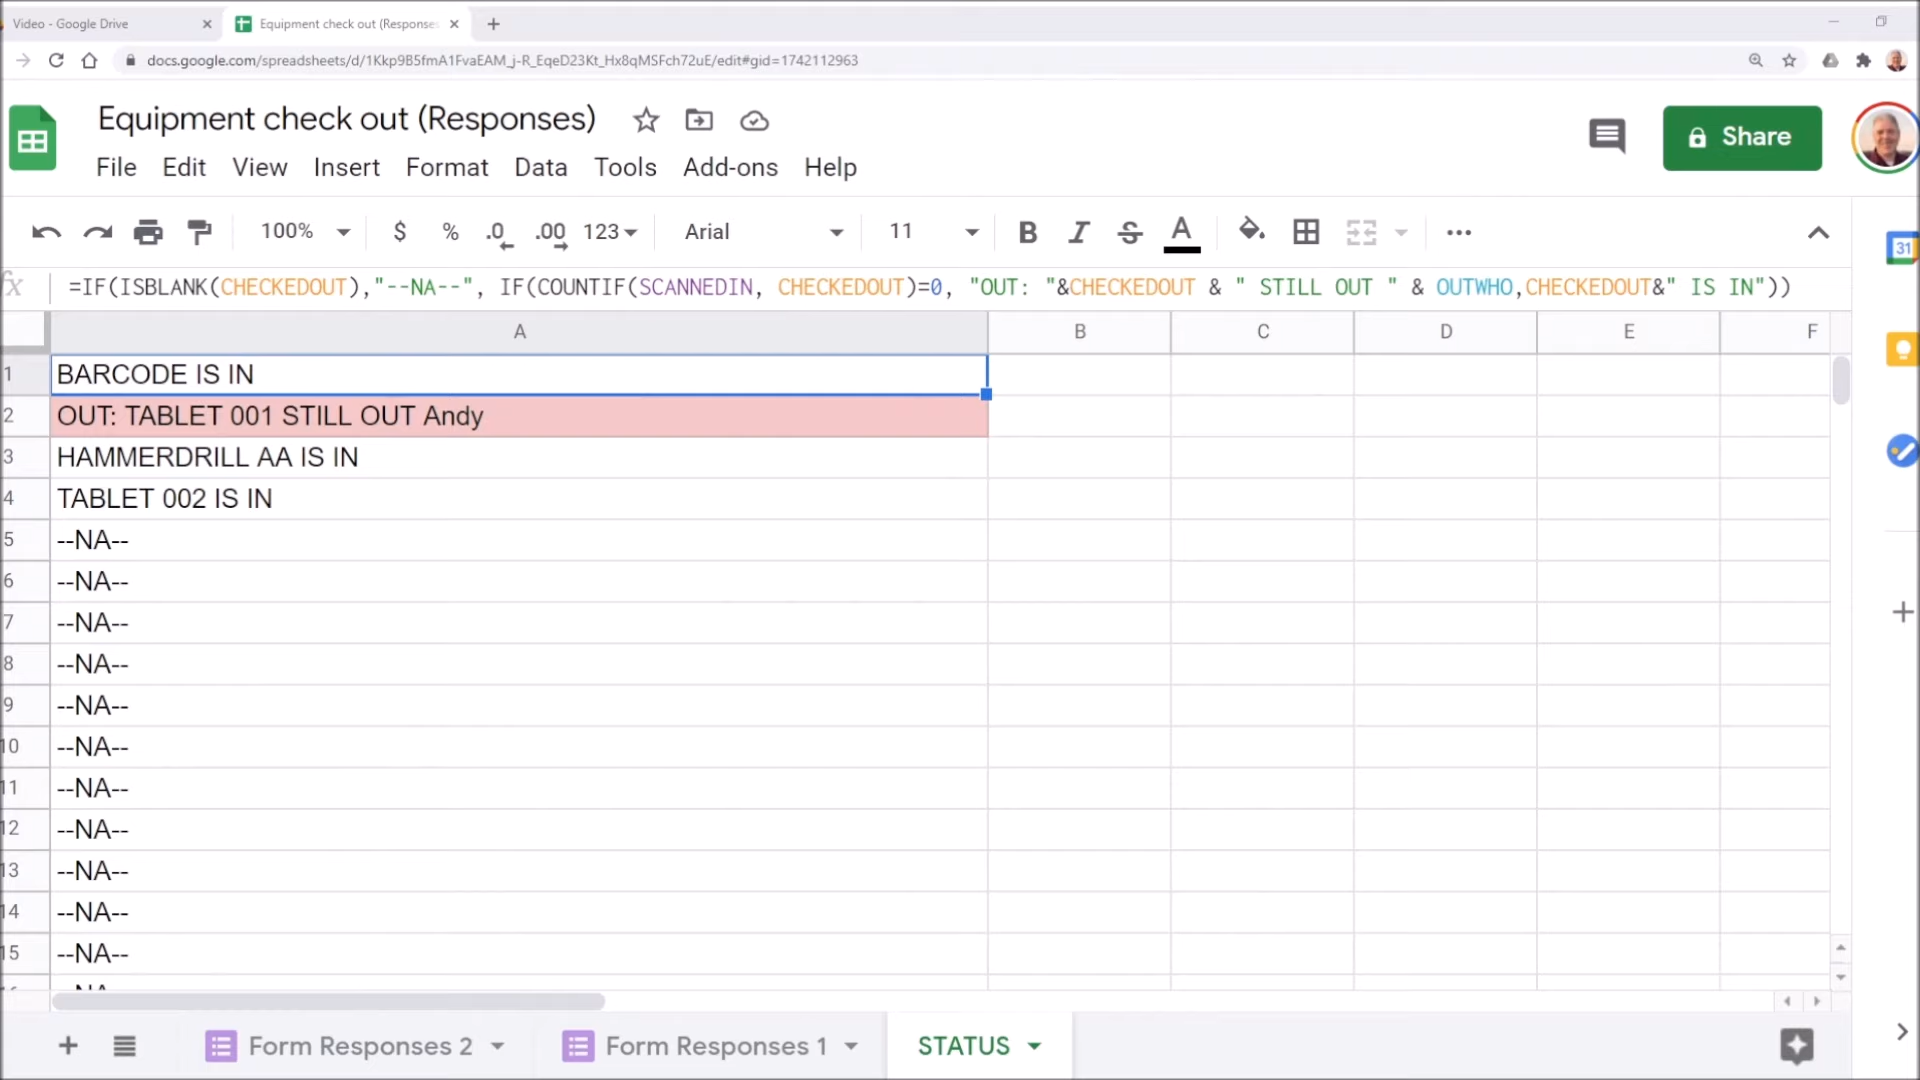 Video - Google Drive
Equipment check out (Responses
docs.google.com/spreadsheets/d/1Kkp9B5fmA1FvaEAM_j-R_EqeD23Kt_Hx8qMSFch72uE/edit#gid=1742112963
Equipment check out (Responses)
Share
File Edit View Insert Format Data Tools Add-ons Help
100% $ % .0 .00 123 Arial 11 B I S A
31
fx =IF(ISBLANK(CHECKEDOUT),"--NA--", IF(COUNTIF(SCANNEDIN, CHECKEDOUT)=0, "OUT: "&CHECKEDOUT & " STILL OUT " & OUTWHO,CHECKEDOUT&" IS IN"))
A B C D E F
1 BARCODE IS IN
2 OUT: TABLET 001 STILL OUT Andy
3 HAMMERDRILL AA IS IN
4 TABLET 002 IS IN
5 --NA--
6 --NA--
7 --NA--
8 --NA--
9 --NA--
10 --NA--
11 --NA--
12 --NA--
13 --NA--
14 --NA--
15 --NA--
Form Responses 2 Form Responses 1 STATUS